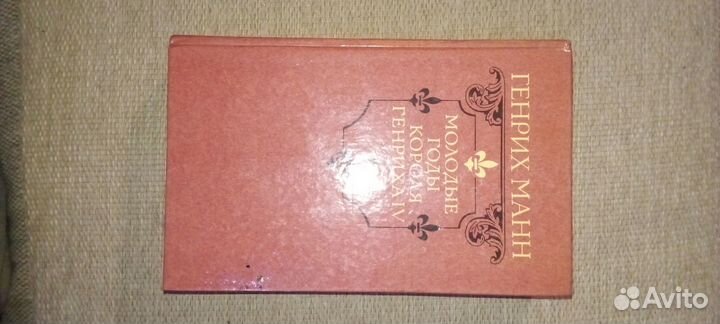 ГЕНРИХ МАНН
МОЛОДЫЕ
ГОДЫ
КОРОЛЯ
ГЕНРИХА IV
Avito